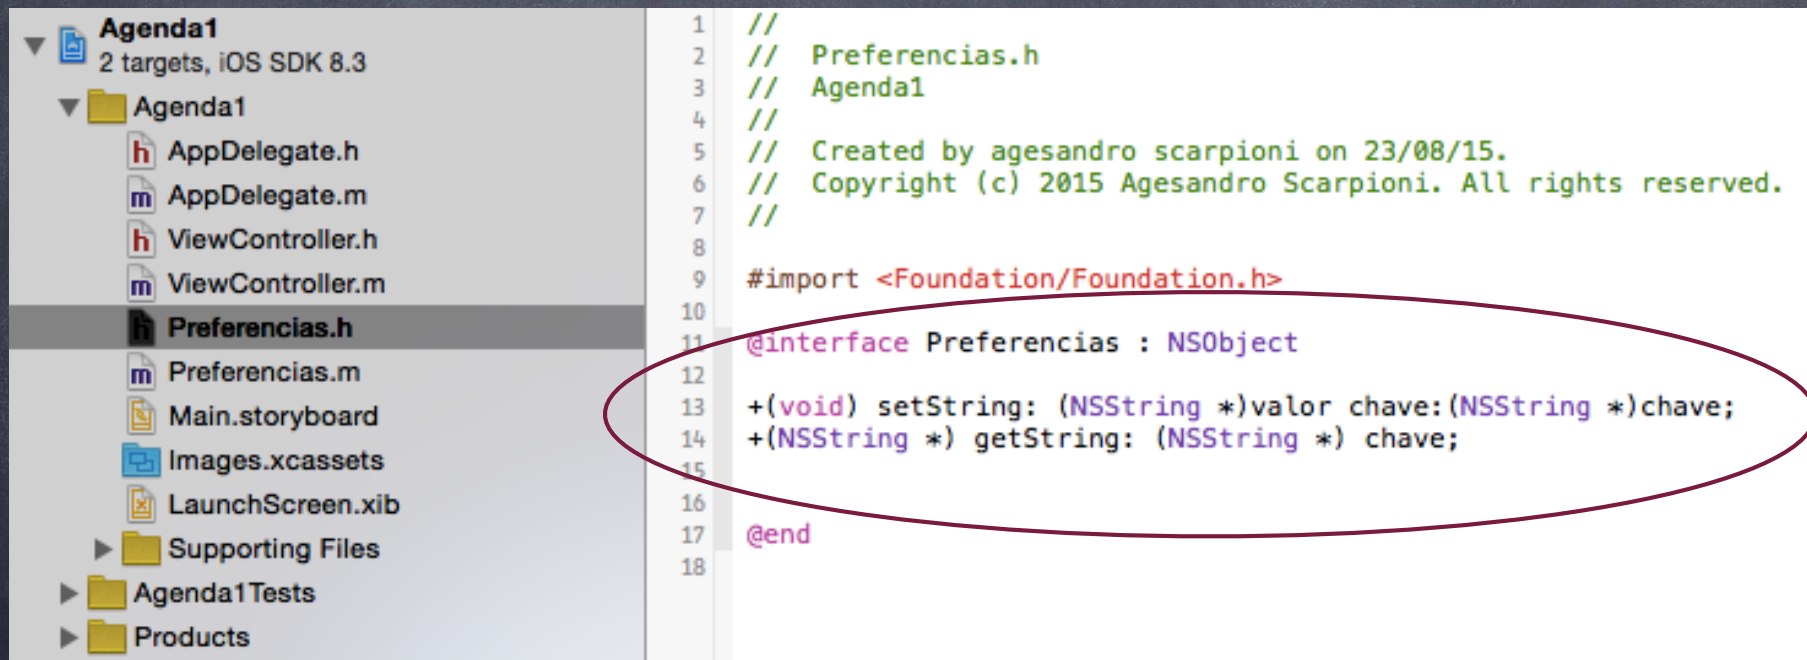 Agenda1
2 targets, iOS SDK 8.3
Agenda1
h AppDelegate.h
m AppDelegate.m
h ViewController.h
m ViewController.m
h Preferencias.h
m Preferencias.m
Main.storyboard
Images.xcassets
LaunchScreen.xib
Supporting Files
Agenda1Tests
Products
1 //
2 // Preferencias.h
3 // Agenda1
4 //
5 // Created by agesandro scarpioni on 23/08/15.
6 // Copyright (c) 2015 Agesandro Scarpioni. All rights reserved.
7 //
8
9 #import <Foundation/Foundation.h>
10
11 @interface Preferencias : NSObject
12
13 +(void) setString: (NSString *)valor chave:(NSString *)chave;
14 +(NSString *) getString: (NSString *) chave;
15
16
17 @end
18